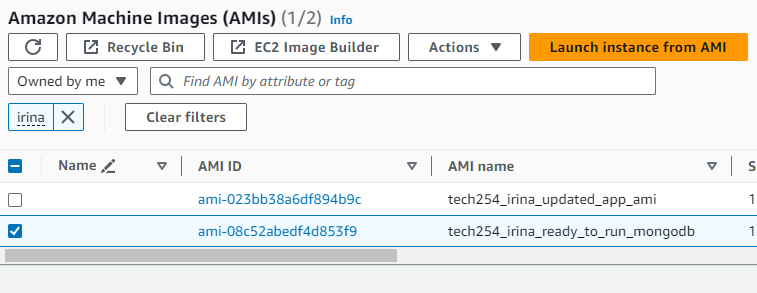 Amazon Machine Images (AMIs) (1/2) Info
Recycle Bin EC2 Image Builder Actions Launch instance from AMI
Owned by me Find AMI by attribute or tag
irina Clear filters
Name AMI ID AMI name S
ami-023bb38a6df894b9c tech254_irina_updated_app_ami 1
ami-08c52abedf4d853f9 tech254_irina_ready_to_run_mongodb 1